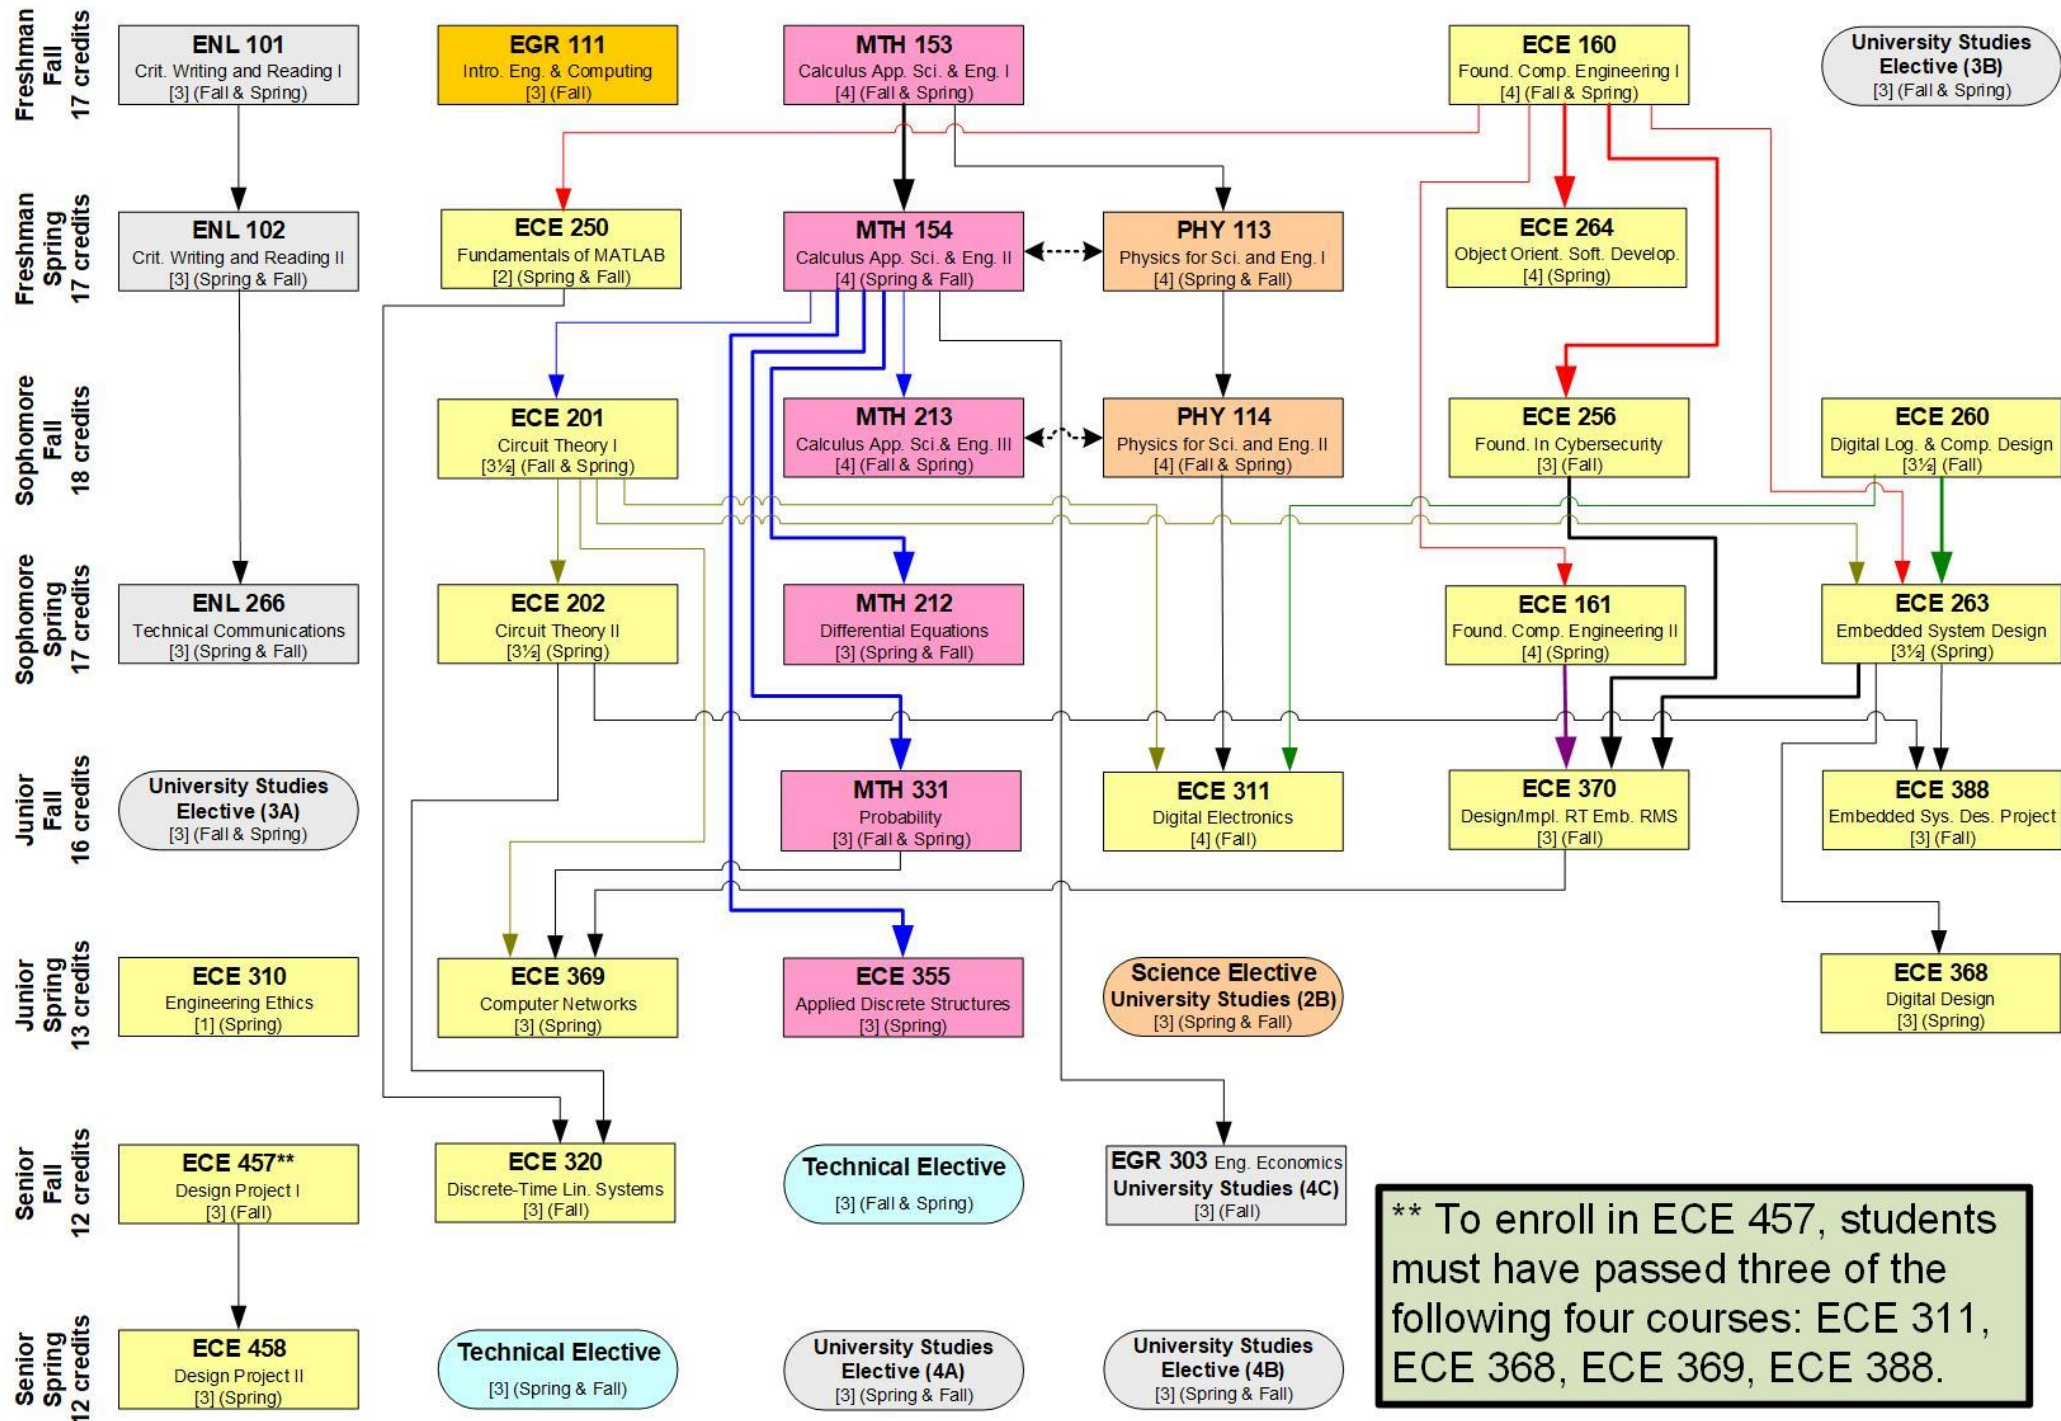 Freshman
Fall
17 credits
ENL 101
Crit. Writing and Reading I
[3] (Fall & Spring)
EGR 111
Intro. Eng. & Computing
[3] (Fall)
MTH 153
Calculus App. Sci. & Eng. I
[4] (Fall & Spring)
ECE 160
Found. Comp. Engineering I
[4] (Fall & Spring)
University Studies
Elective (3B)
[3] (Fall & Spring)
Freshman
Spring
17 credits
ENL 102
Crit. Writing and Reading II
[3] (Spring & Fall)
ECE 250
Fundamentals of MATLAB
[2] (Spring & Fall)
MTH 154
Calculus App. Sci. & Eng. II
[4] (Spring & Fall)
PHY 113
Physics for Sci. and Eng. I
[4] (Spring & Fall)
ECE 264
Object Orient. Soft. Develop.
[4] (Spring)
Sophomore
Fall
18 credits
ECE 201
Circuit Theory I
[3½] (Fall & Spring)
MTH 213
Calculus App. Sci.& Eng. III
[4] (Fall & Spring)
PHY 114
Physics for Sci. and Eng. II
[4] (Fall & Spring)
ECE 256
Found. In Cybersecurity
[3] (Fall)
ECE 260
Digital Log. & Comp. Design
[3½] (Fall)
Sophomore
Spring
17 credits
ENL 266
Technical Communications
[3] (Spring & Fall)
ECE 202
Circuit Theory II
[3½] (Spring)
MTH 212
Differential Equations
[3] (Spring & Fall)
ECE 161
Found. Comp. Engineering II
[4] (Spring)
ECE 263
Embedded System Design
[3½] (Spring)
Junior
Fall
16 credits
University Studies
Elective (3A)
[3] (Fall & Spring)
MTH 331
Probability
[3] (Fall & Spring)
ECE 311
Digital Electronics
[4] (Fall)
ECE 370
Design/Impl. RT Emb. RMS
[3] (Fall)
ECE 388
Embedded Sys. Des. Project
[3] (Fall)
Junior
Spring
13 credits
ECE 310
Engineering Ethics
[1] (Spring)
ECE 369
Computer Networks
[3] (Spring)
ECE 355
Applied Discrete Structures
[3] (Spring)
Science Elective
University Studies (2B)
[3] (Spring & Fall)
ECE 368
Digital Design
[3] (Spring)
Senior
Fall
12 credits
ECE 457**
Design Project I
[3] (Fall)
ECE 320
Discrete-Time Lin. Systems
[3] (Fall)
Technical Elective
[3] (Fall & Spring)
EGR 303 Eng. Economics
University Studies (4C)
[3] (Fall)
** To enroll in ECE 457, students
must have passed three of the
following four courses: ECE 311,
ECE 368, ECE 369, ECE 388.
Senior
Spring
12 credits
ECE 458
Design Project II
[3] (Spring)
Technical Elective
[3] (Spring & Fall)
University Studies
Elective (4A)
[3] (Spring & Fall)
University Studies
Elective (4B)
[3] (Spring & Fall)